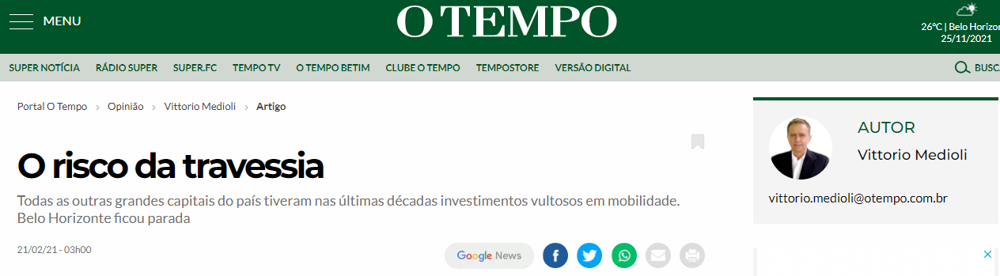 MENU
O TEMPO
26°C | Belo Horizon
25/11/2021
SUPER NOTÍCIA RÁDIO SUPER SUPER.FC TEMPO TV O TEMPO BETIM CLUBE O TEMPO TEMPOSTORE VERSÃO DIGITAL BUSC
Portal O Tempo > Opinião > Vittorio Medioli > Artigo
O risco da travessia
Todas as outras grandes capitais do país tiveram nas últimas décadas investimentos vultosos em mobilidade.
Belo Horizonte ficou parada
21/02/21 - 03h00
Google News
AUTOR
Vittorio Medioli
vittorio.medioli@otempo.com.br